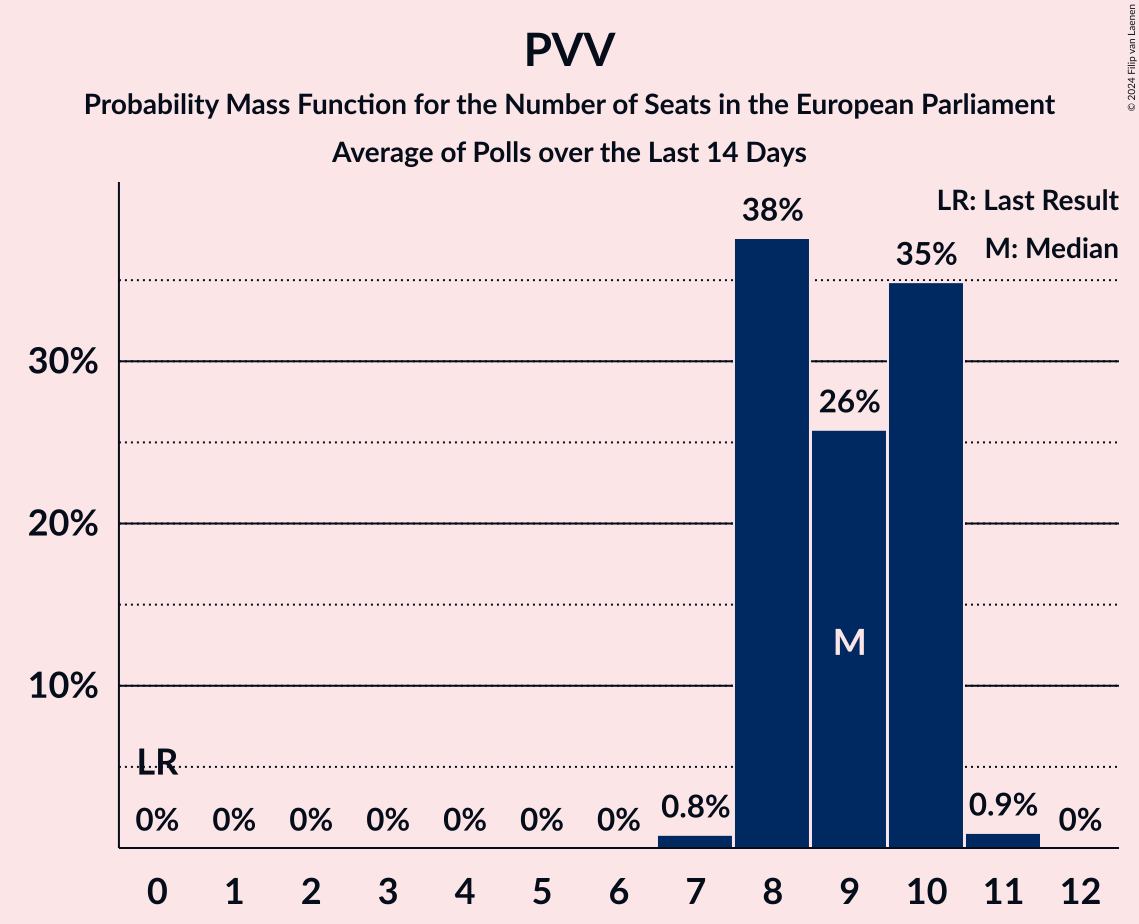 PVV
Probability Mass Function for the Number of Seats in the European Parliament
Average of Polls over the Last 14 Days
© 2024 Filip van Laenen
LR: Last Result
M: Median
38%
35%
30%
26%
20%
M
10%
LR
0% 0% 0% 0% 0% 0% 0% 0.8% 0.9% 0%
0 1 2 3 4 5 6 7 8 9 10 11 12